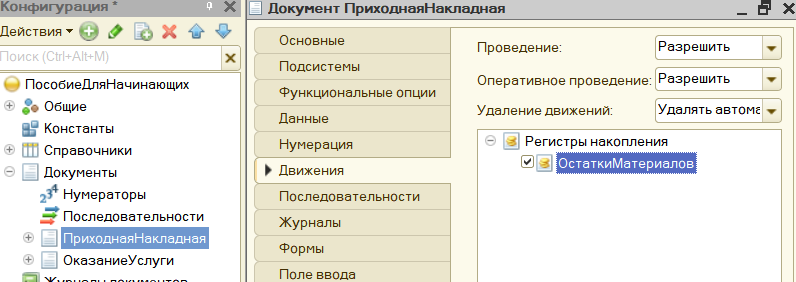 Конфигурация *
Действия
Поиск (Ctrl+Alt+M)
ПособиеДляНачинающих
Общие
Константы
Справочники
Документы
Нумераторы
Последовательности
ПриходнаяНакладная
ОказаниеУслуги
Журналы документов
Документ ПриходнаяНакладная
Основные
Подсистемы
Функциональные опции
Данные
Нумерация
Движения
Последовательности
Журналы
Формы
Поле ввода
Проведение: Разрешить
Оперативное проведение: Разрешить
Удаление движений: Удалять автома
Регистры накопления
ОстаткиМатериалов